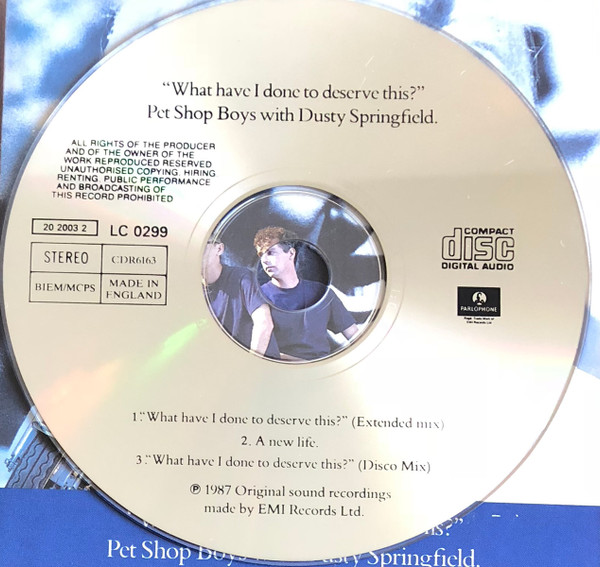 “What have I done to deserve this?”
Pet Shop Boys with Dusty Springfield.
ALL RIGHTS OF THE PRODUCER
AND OF THE OWNER OF THE
WORK REPRODUCED RESERVED
UNAUTHORISED COPYING, HIRING
RENTING, PUBLIC PERFORMANCE
AND BROADCASTING OF
THIS RECORD PROHIBITED
20 2003 2 LC 0299
STEREO CDR6163
BIEM/MCPS MADE IN
ENGLAND
COMPACT
disc
DIGITAL AUDIO
PARLOPHONE
1.“What have I done to deserve this?” (Extended mix)
2. A new life.
3.“What have I done to deserve this?” (Disco Mix)
℗ 1987 Original sound recordings
made by EMI Records Ltd.
Pet Shop Boys with Dusty Springfield.